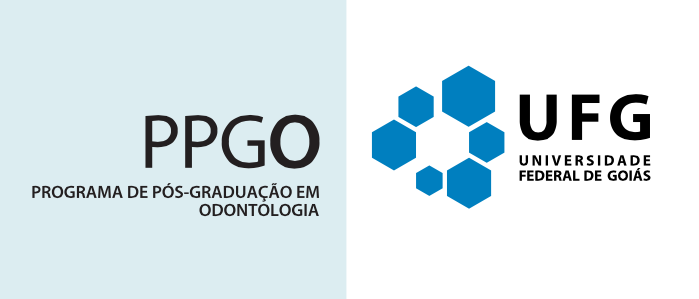 PPGO
PROGRAMA DE PÓS-GRADUAÇÃO EM
ODONTOLOGIA
UFG
UNIVERSIDADE
FEDERAL DE GOIÁS